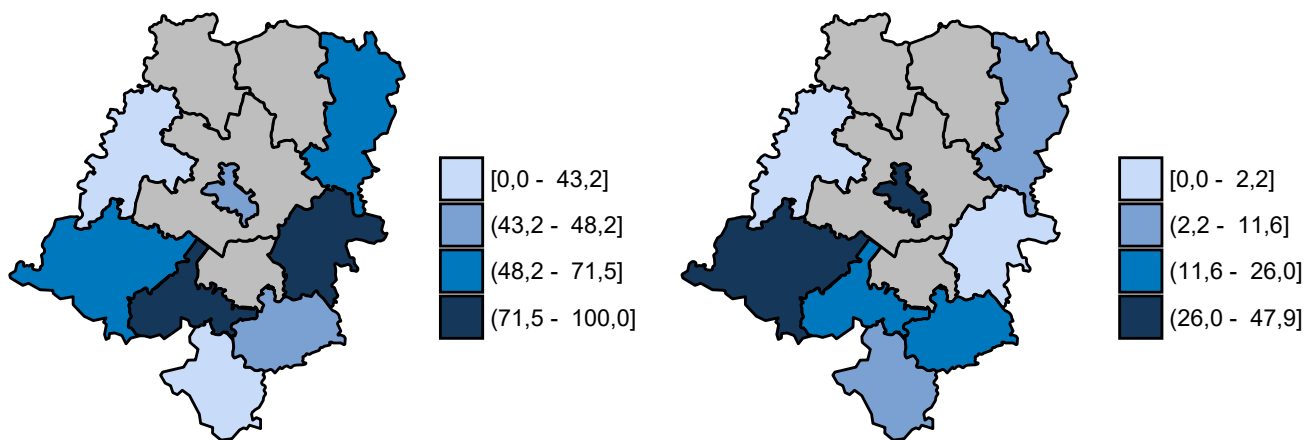 [0,0 - 43,2]
(43,2 - 48,2]
(48,2 - 71,5]
(71,5 - 100,0]
[0,0 - 2,2]
(2,2 - 11,6]
(11,6 - 26,0]
(26,0 - 47,9]